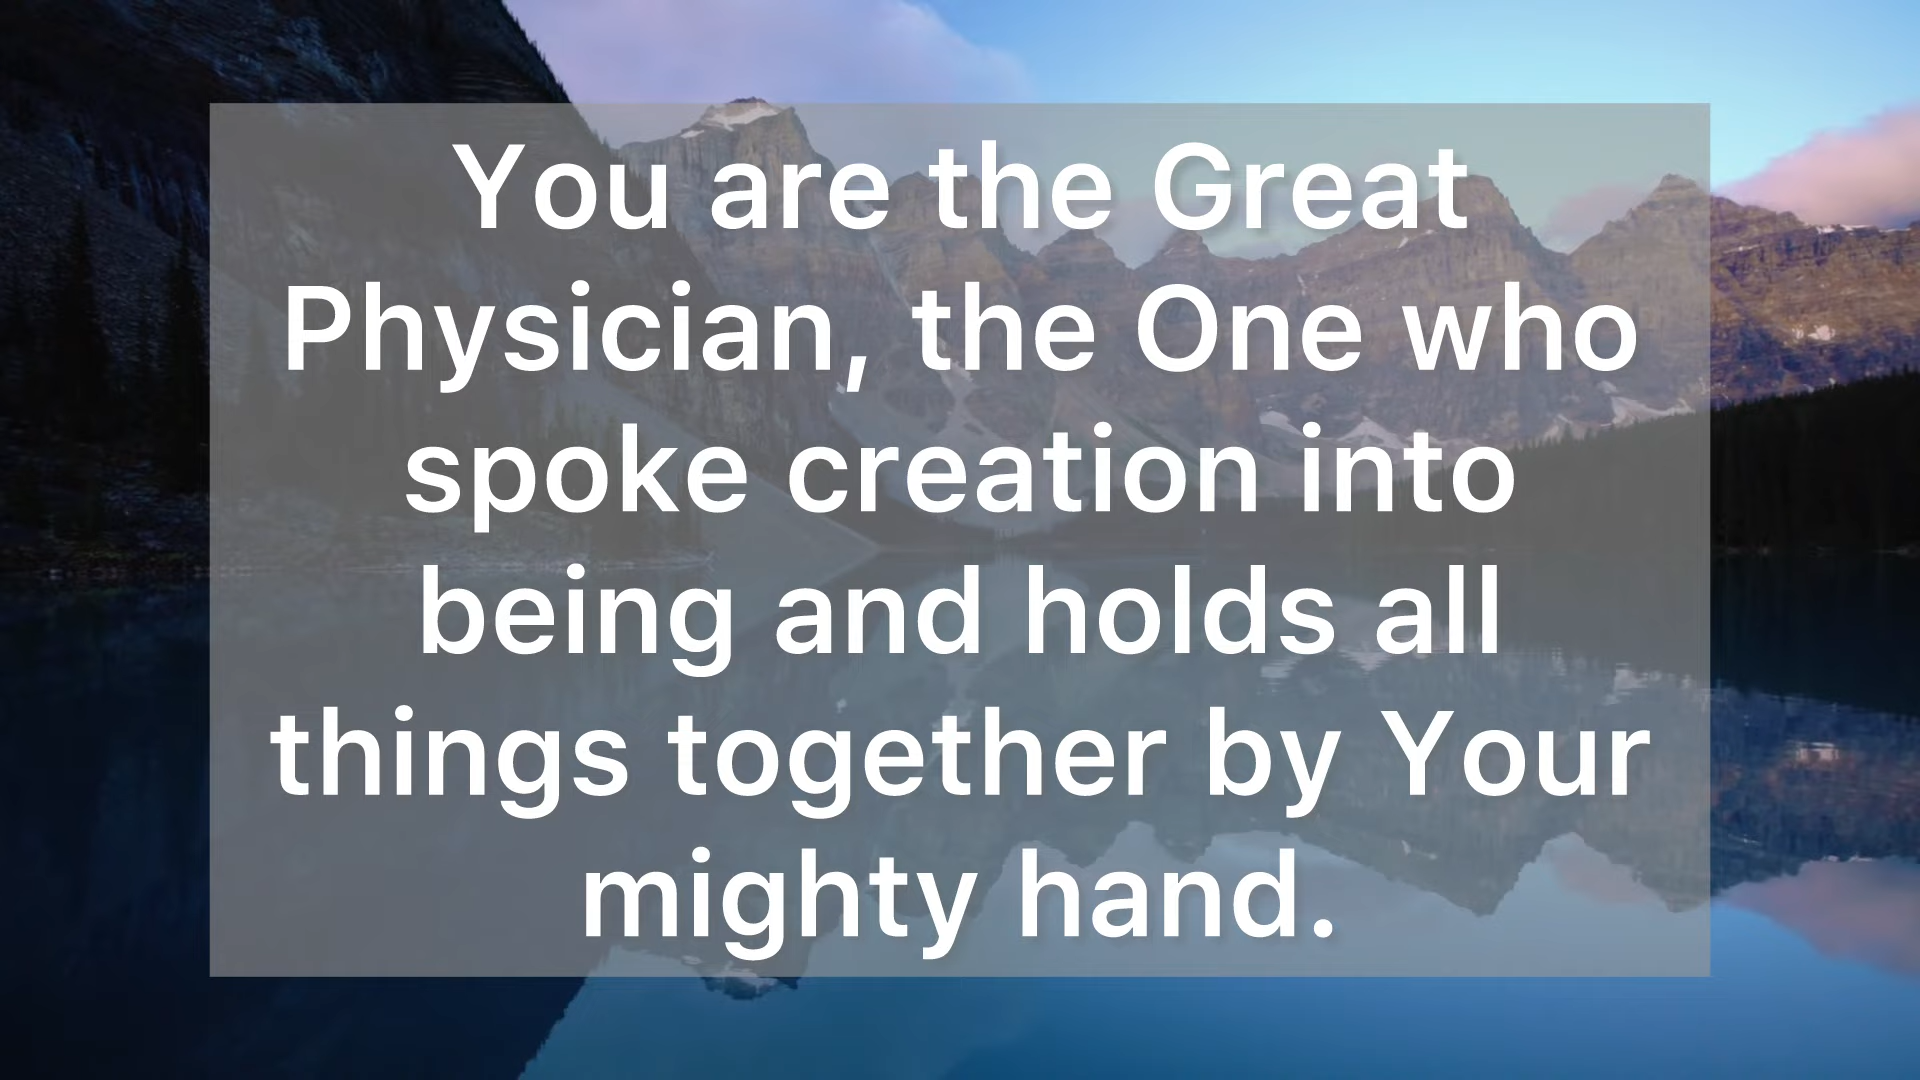 You are the Great
Physician, the One who
spoke creation into
being and holds all
things together by Your
mighty hand.